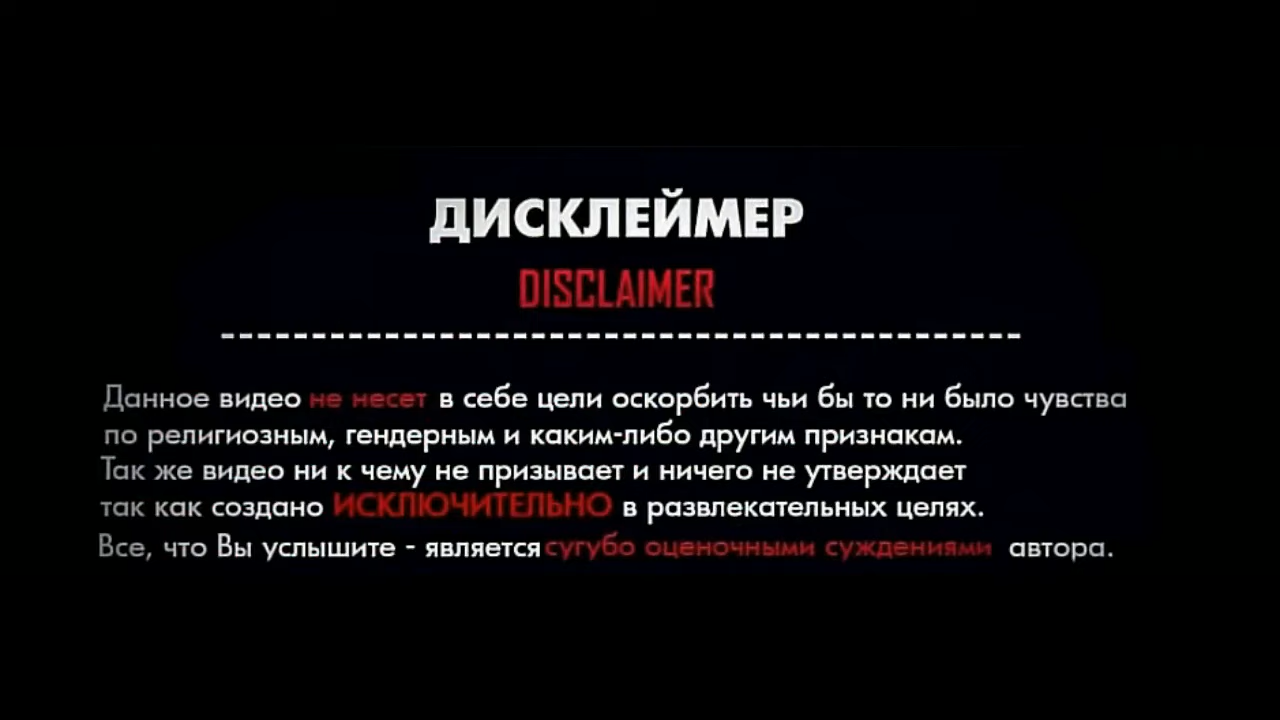 ДИСКЛЕЙМЕР
DISCLAIMER
Данное видео не несет в себе цели оскорбить чьи бы то ни было чувства
по религиозным, гендерным и каким-либо другим признакам.
Так же видео ни к чему не призывает и ничего не утверждает
так как создано ИСКЛЮЧИТЕЛЬНО в развлекательных целях.
Все, что Вы услышите - является сугубо оценочными суждениями автора.